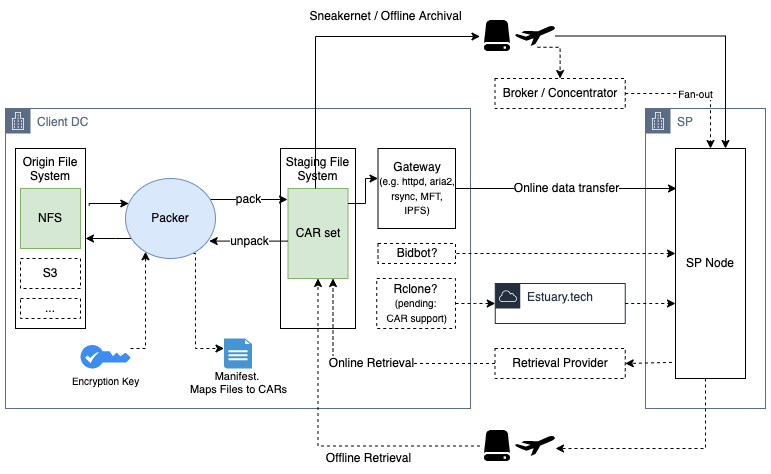 Sneakernet / Offline Archival
Broker / Concentrator
Fan-out
Client DC
SP
Origin File
System
NFS
S3
...
Packer
pack
unpack
Staging File
System
CAR set
Gateway
(e.g. httpd, aria2,
rsync, MFT,
IPFS)
Online data transfer
Bidbot?
Rclone?
(pending:
CAR support)
Estuary.tech
SP Node
Encryption Key
Manifest.
Maps Files to CARs
Online Retrieval
Retrieval Provider
Offline Retrieval